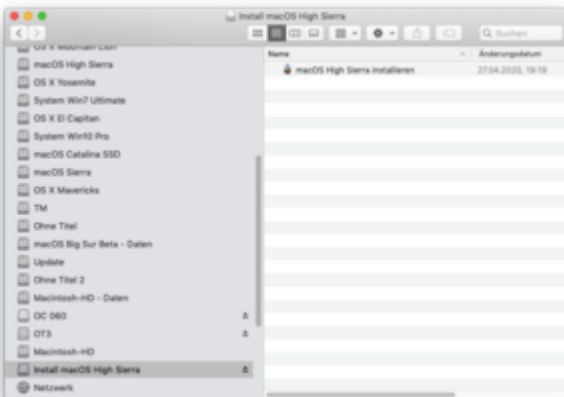 Install macOS High Sierra
Suchen
OS X Mountain Lion
macOS High Sierra
OS X Yosemite
System Win7 Ultimate
OS X El Capitan
System Win10 Pro
macOS Catalina SSD
macOS Sierra
OS X Mavericks
TM
Ohne Titel
macOS Big Sur Beta - Daten
Update
Ohne Titel 2
Macintosh-HD - Daten
OC 060
OT3
Macintosh-HD
Install macOS High Sierra
Netzwerk
Name
Änderungsdatum
macOS High Sierra Installieren
27.04.2020, 19:19